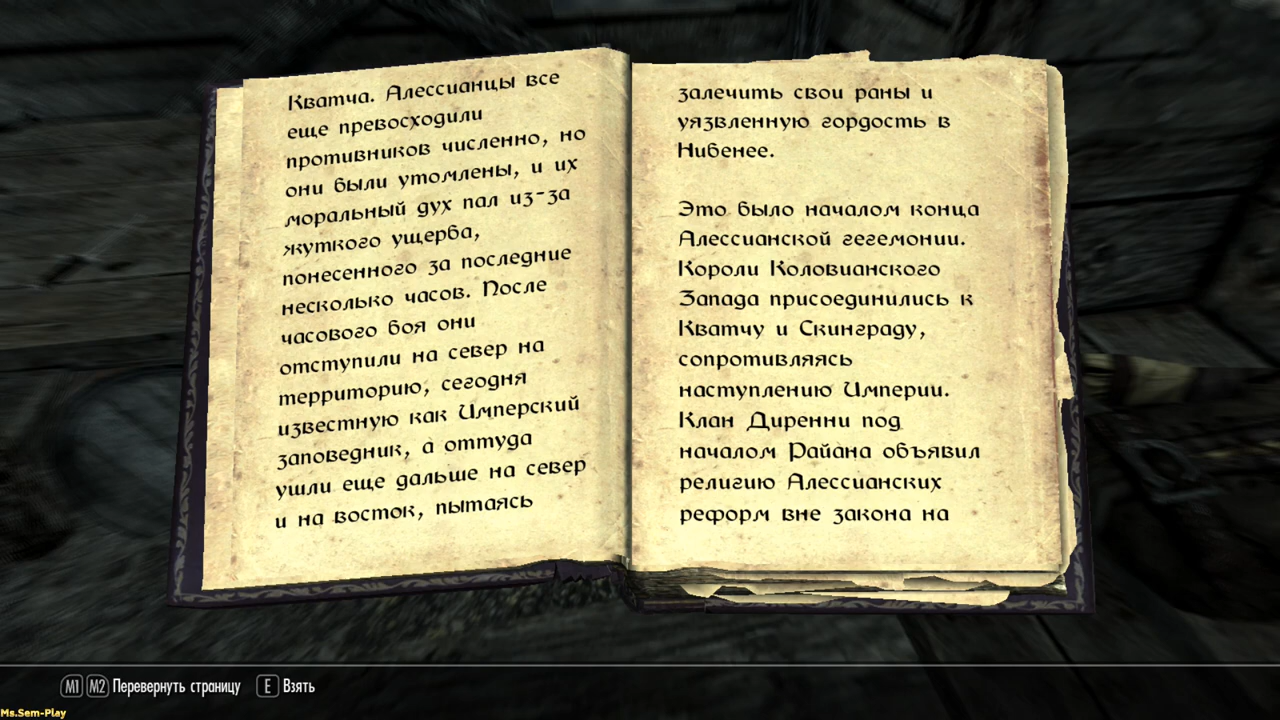 Кватча. Алессианцы все
еще превосходили
противников численно, но
они были утомлены, и их
моральный дух пал из-за
жуткого ущерба,
понесенного за последние
несколько часов. После
часового боя они
отступили на север на
территорию, сегодня
известную как Имперский
заповедник, а оттуда
ушли еще дальше на север
и на восток, пытаясь
залечить свои раны и
уязвленную гордость в
Нибенее.
Это было началом конца
Алессианской гегемонии.
Короли Коловианского
Запада присоединились к
Кватчу и Скинграду,
сопротивляясь
наступлению Империи.
Клан Диренни под
началом Райана объявил
религию Алессианских
реформ вне закона на
M1 M2 Перевернуть страницу E Взять
Ms.Sem-Play